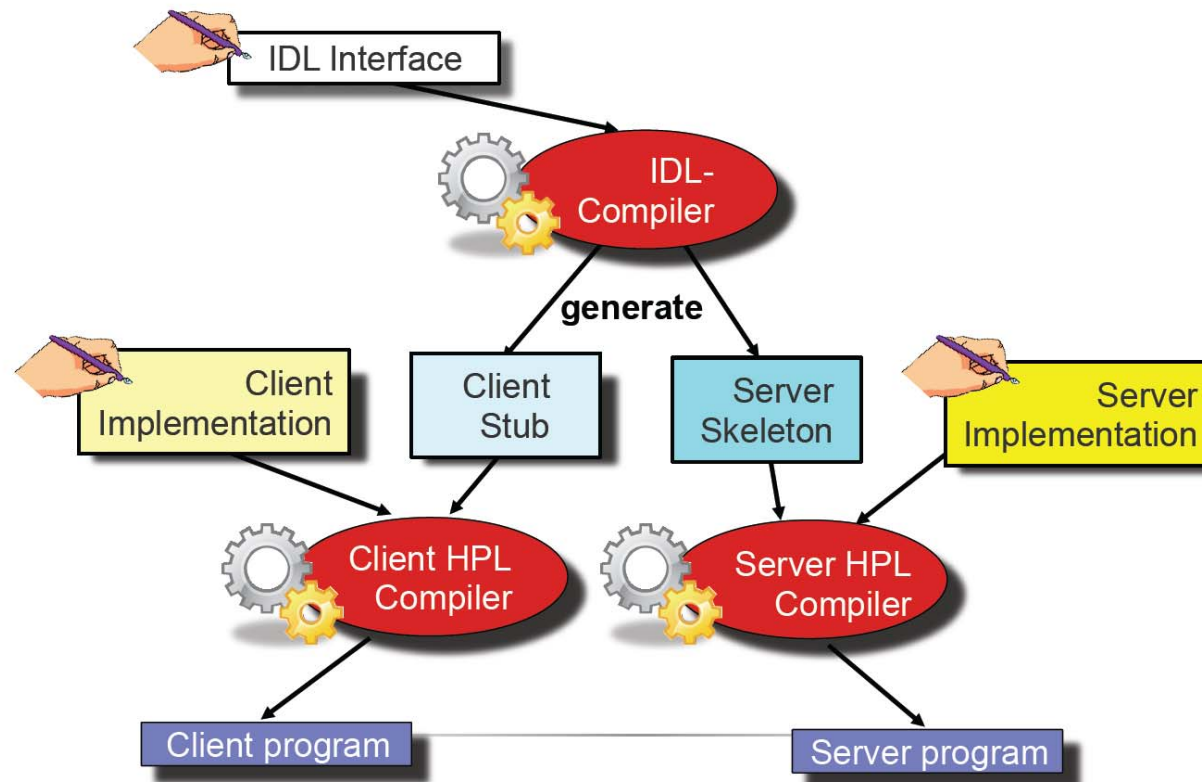 IDL Interface
IDL-
Compiler
generate
Client
Implementation
Client
Stub
Server
Skeleton
Server
Implementation
Client HPL
Compiler
Server HPL
Compiler
Client program
Server program